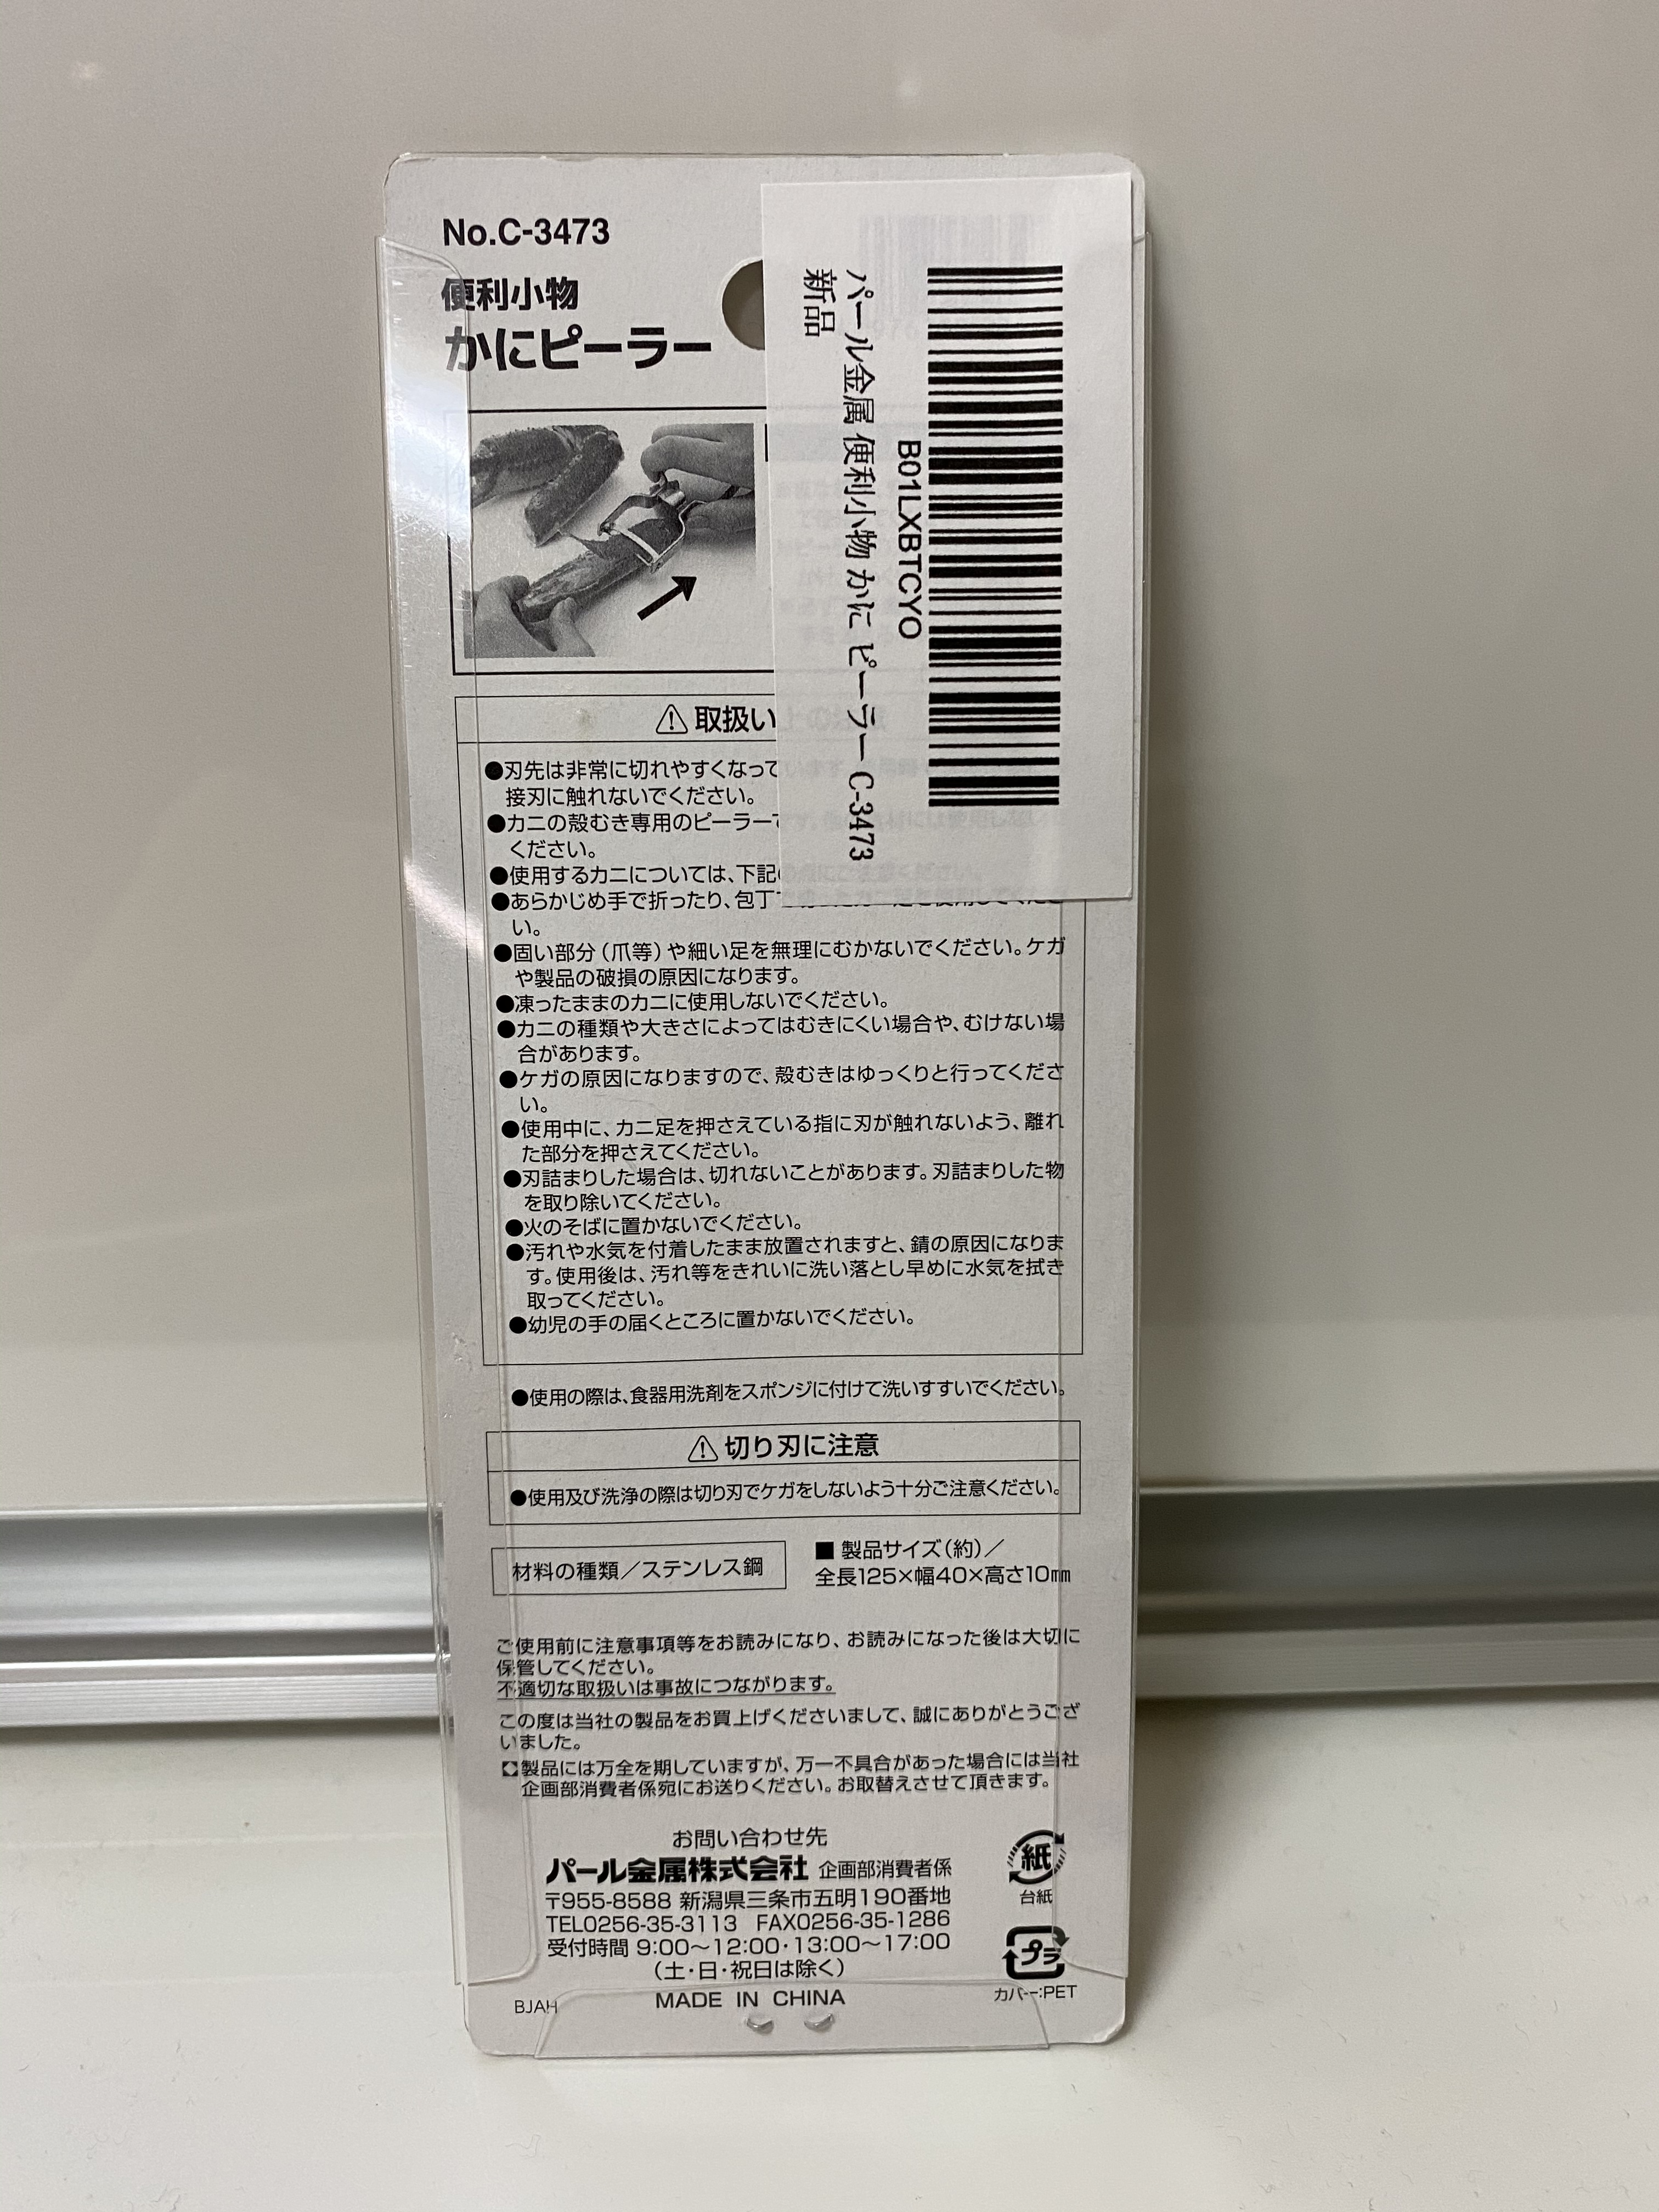 No.C-3473
便利小物
かにピーラー
B01LXBTCYO
パール金属 便利小物 かに ピーラー C-3473
新品
⚠取扱い
●刃先は非常に切れやすくなって
接刃に触れないでください。
●カニの殻むき専用のピーラーで
ください。
●使用するカニについては、下記
●あらかじめ手で折ったり、包丁
い。
●固い部分(爪等)や細い足を無理にむかないでください。ケガ
や製品の破損の原因になります。
●凍ったままのカニに使用しないでください。
●カニの種類や大きさによってはむきにくい場合や、むけない場
合があります。
●ケガの原因になりますので、殻むきはゆっくりと行ってくださ
い。
●使用中に、カニ足を押さえている指に刃が触れないよう、離れ
た部分を押さえてください。
●刃詰まりした場合は、切れないことがあります。刃詰まりした物
を取り除いてください。
●火のそばに置かないでください。
●汚れや水気を付着したまま放置されますと、錆の原因になりま
す。使用後は、汚れ等をきれいに洗い落とし早めに水気を拭き
取ってください。
●幼児の手の届くところに置かないでください。
●使用の際は、食器用洗剤をスポンジに付けて洗いすすいでください。
⚠切り刃に注意
●使用及び洗浄の際は切り刃でケガをしないよう十分ご注意ください。
材料の種類/ステンレス鋼
■ 製品サイズ(約)/
全長125×幅40×高さ10㎜
ご使用前に注意事項等をお読みになり、お読みになった後は大切に
保管してください。
不適切な取扱いは事故につながります。
この度は当社の製品をお買上げくださいまして、誠にありがとうござ
いました。
製品には万全を期していますが、万一不具合があった場合には当社
企画部消費者係宛にお送りください。お取替えさせて頂きます。
お問い合わせ先
パール金属株式会社 企画部消費者係
〒955-8588 新潟県三条市五明190番地
TEL0256-35-3113 FAX0256-35-1286
受付時間 9:00〜12:00・13:00〜17:00
(土・日・祝日は除く)
MADE IN CHINA
BJAH
紙
台紙
プラ
カバー:PET